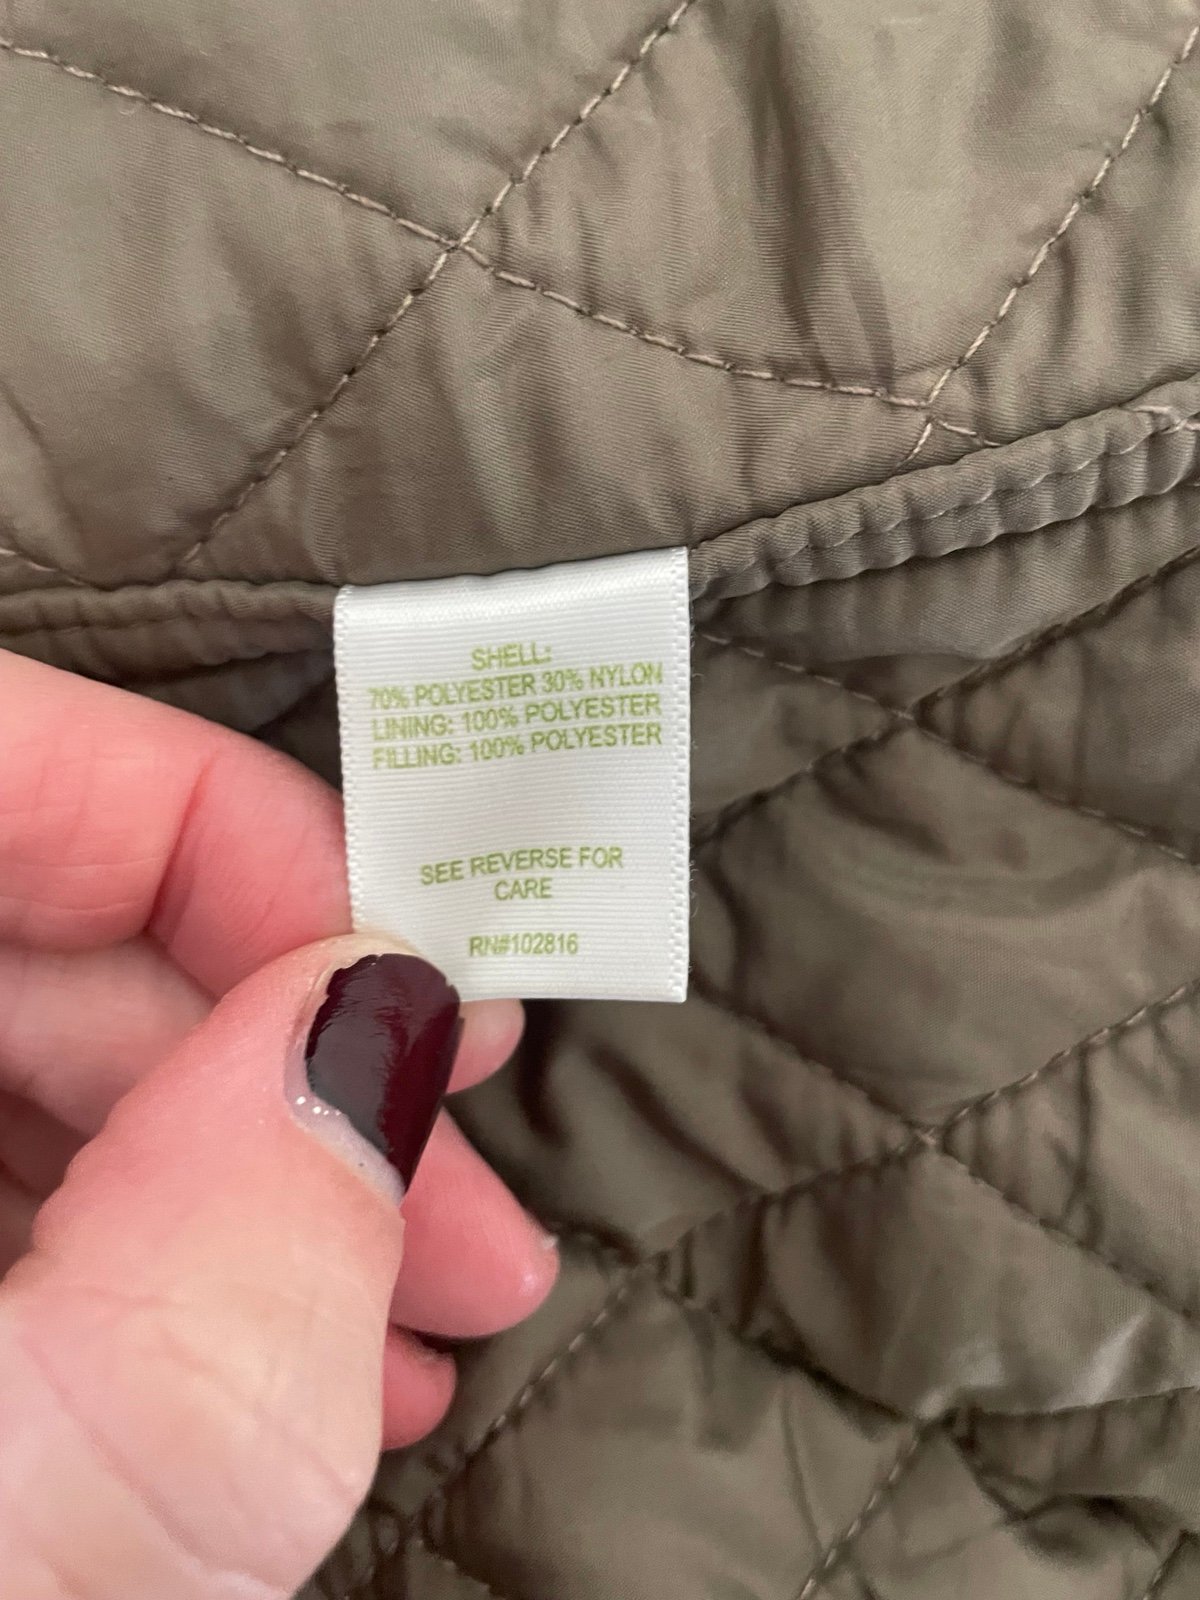 SHELL:
70% POLYESTER 30% NYLON
LINING: 100% POLYESTER
FILLING: 100% POLYESTER
SEE REVERSE FOR
CARE
RN#102816